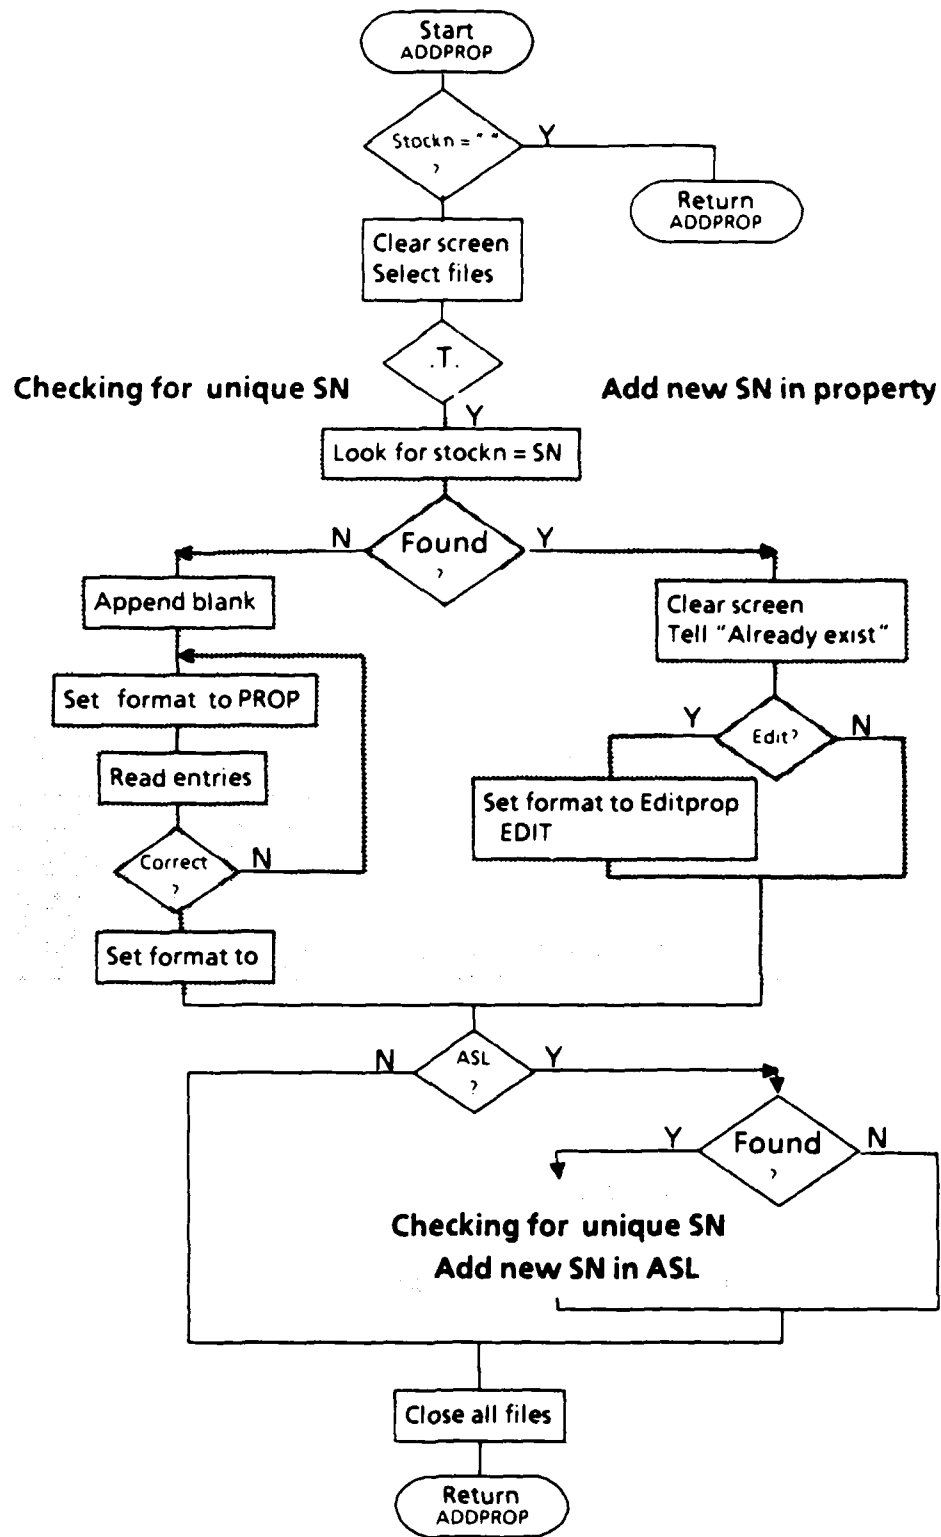 Start
ADDPROP
Stockn = " "
?
Y
Return
ADDPROP
Clear screen
Select files
.T.
Checking for unique SN
Add new SN in property
Y
Look for stockn = SN
N
Found
?
Y
Append blank
Clear screen
Tell "Already exist"
Set format to PROP
Y
Edit?
N
Read entries
Set format to Editprop
EDIT
Correct
?
N
Set format to
N
ASL
?
Y
Y
Found
?
N
Checking for unique SN
Add new SN in ASL
Close all files
Return
ADDPROP